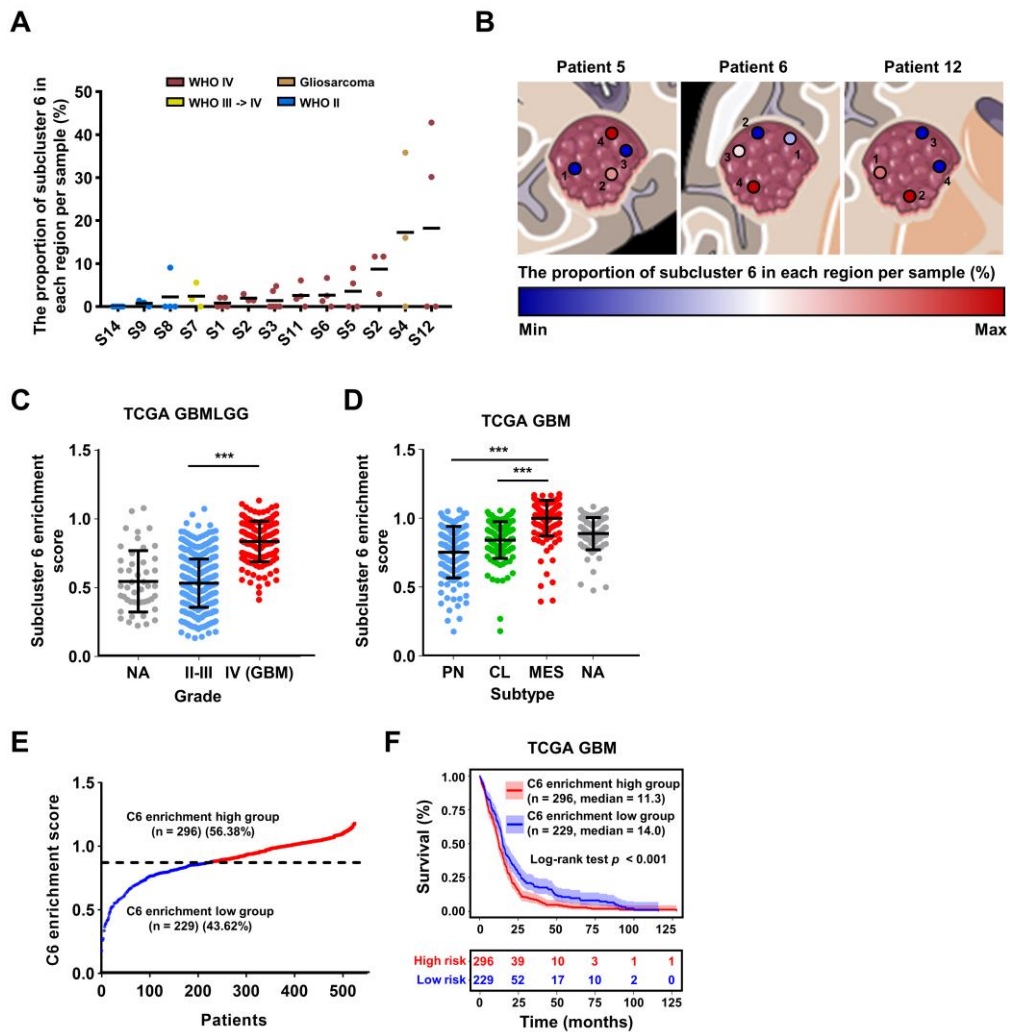 A
WHO IV
Gliosarcoma
WHO III -> IV
WHO II
The proportion of subcluster 6 in
each region per sample (%)
50
40
30
20
10
0
S14
S9
S8
S7
S1
S2
S3
S11
S6
S5
S2
S4
S12
B
Patient 5
Patient 6
Patient 12
4
3
1
2
2
1
3
4
3
1
4
2
The proportion of subcluster 6 in each region per sample (%)
Min
Max
C
TCGA GBMLGG
Subcluster 6 enrichment
score
1.5
1.0
0.5
0.0
***
NA
II-III
IV (GBM)
Grade
D
TCGA GBM
Subcluster 6 enrichment
score
1.5
1.0
0.5
0.0
***
***
PN
CL
MES
NA
Subtype
E
C6 enrichment score
1.5
1.0
0.5
0.0
C6 enrichment high group
(n = 296) (56.38%)
C6 enrichment low group
(n = 229) (43.62%)
0
100
200
300
400
500
Patients
F
TCGA GBM
Survival (%)
1.00
0.75
0.50
0.25
0.00
C6 enrichment high group
(n = 296, median = 11.3)
C6 enrichment low group
(n = 229, median = 14.0)
Log-rank test p < 0.001
0 25 50 75 100 125
High risk 296 39 10 3 1 1
Low risk 229 52 17 10 2 0
0 25 50 75 100 125
Time (months)